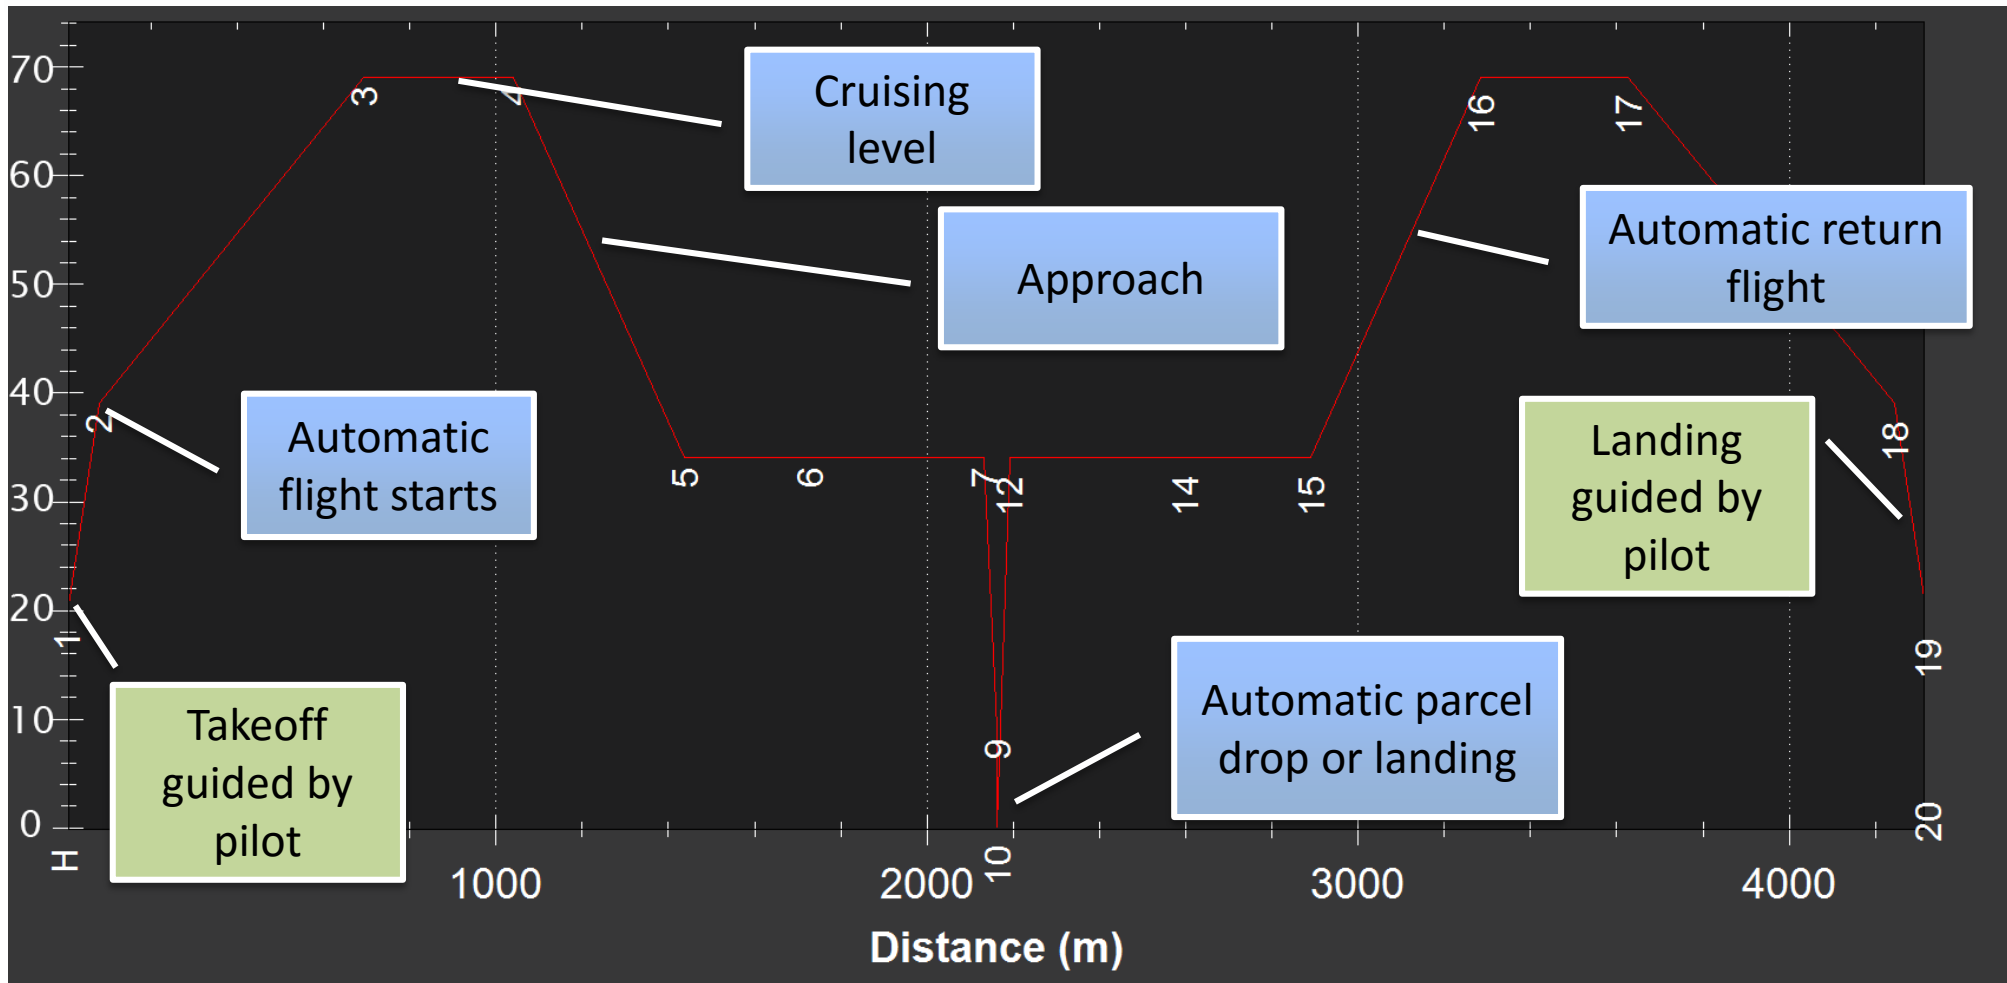 70
60
50
40
30
20
10
0
H
1
2
3
4
5
6
7
9
10
12
14
15
16
17
18
19
20
Cruising
level
Approach
Automatic return
flight
Automatic
flight starts
Landing
guided by
pilot
Takeoff
guided by
pilot
Automatic parcel
drop or landing
1000
2000
3000
4000
Distance (m)